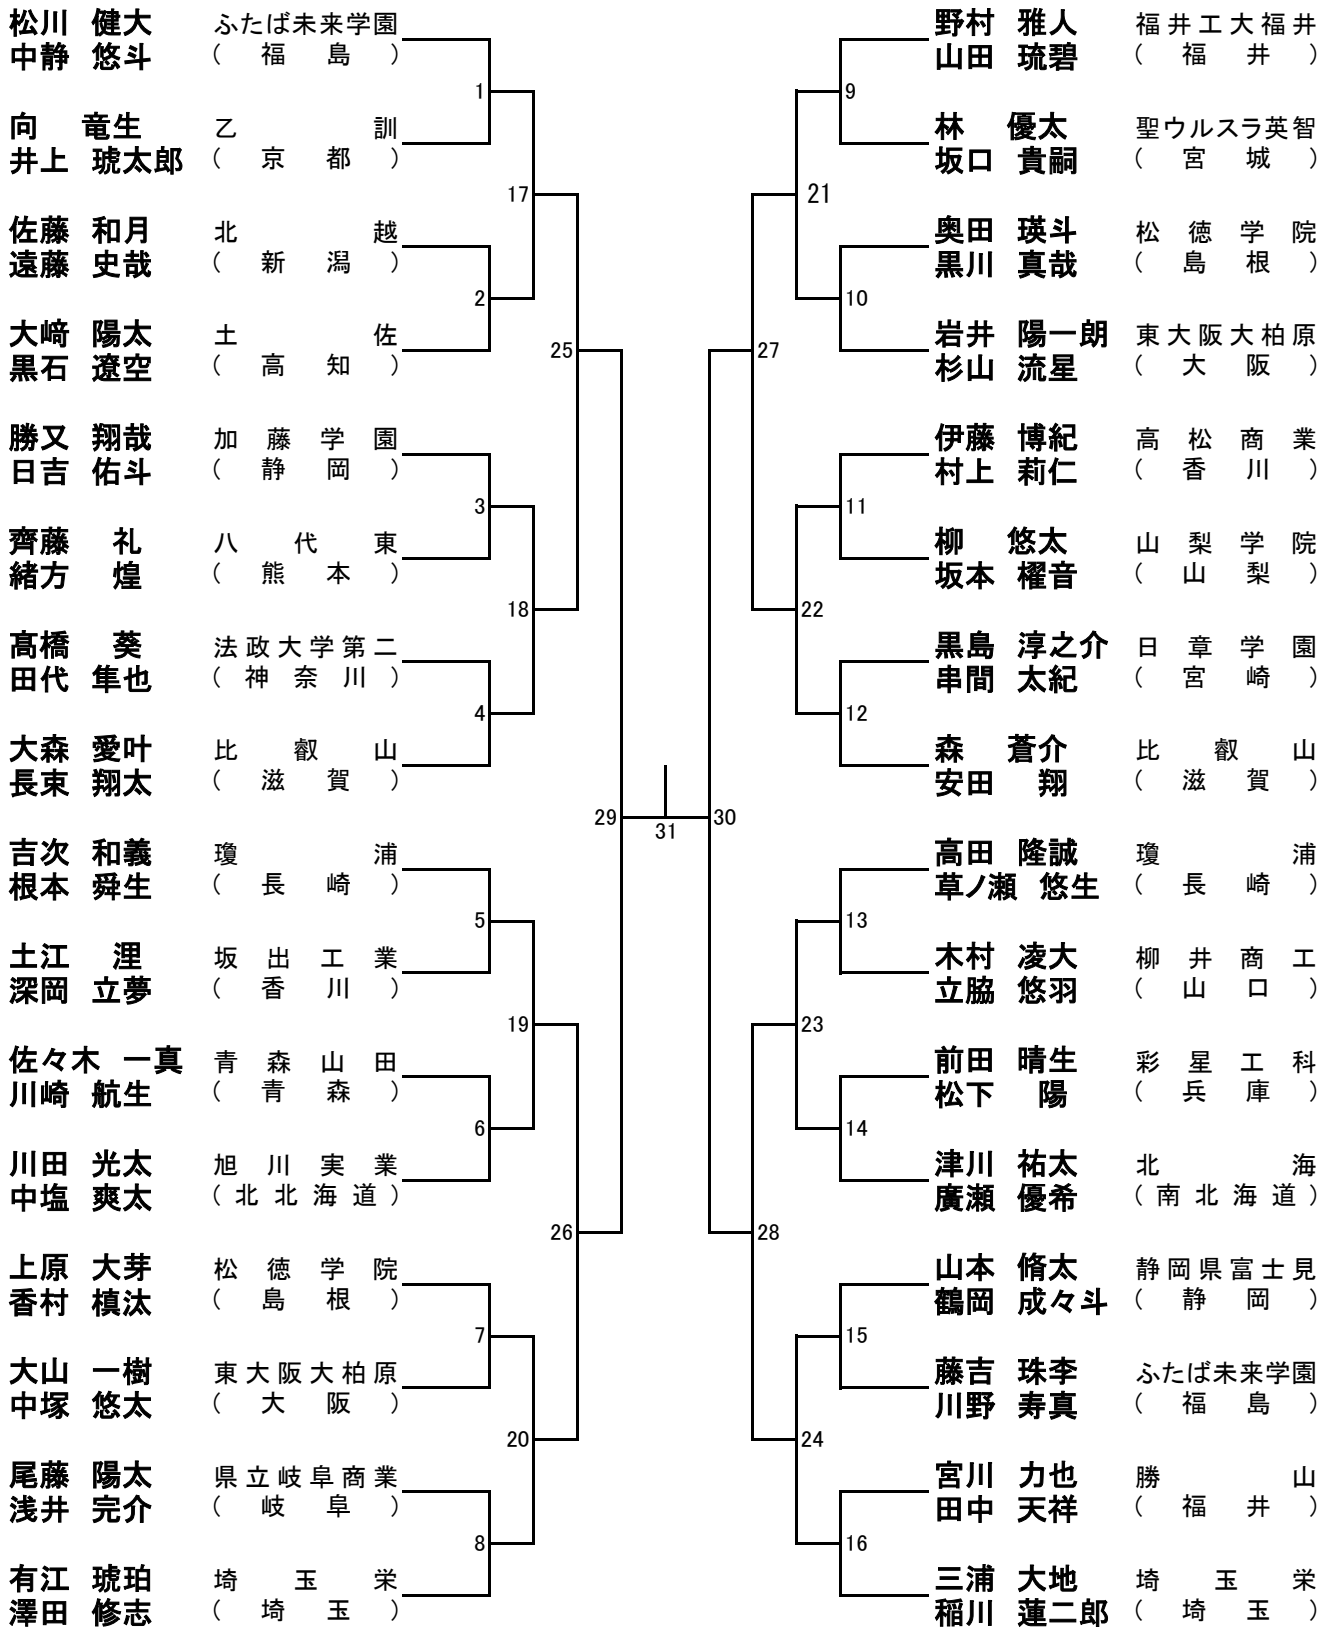 松川 健大 ふたば未来学園
中静 悠斗 (福島)
1
向 竜生 乙訓
井上 琥太郎 (京都)
17
佐藤 和月 北越
遠藤 史哉 (新潟)
2
大﨑 陽太 土佐
黒石 遼空 (高知)
25
勝又 翔哉 加藤学園
日吉 佑斗 (静岡)
3
齊藤 礼 八代東
緒方 煌 (熊本)
18
髙橋 葵 法政大学第二
田代 隼也 (神奈川)
4
大森 愛叶 比叡山
長束 翔太 (滋賀)
29
吉次 和義 瓊浦
根本 舜生 (長崎)
5
土江 浬 坂出工業
深岡 立夢 (香川)
19
佐々木 一真 青森山田
川崎 航生 (青森)
6
川田 光太 旭川実業
中塩 爽太 (北北海道)
26
上原 大芽 松徳学院
香村 槙汰 (島根)
7
大山 一樹 東大阪大柏原
中塚 悠太 (大阪)
20
尾藤 陽太 県立岐阜商業
浅井 完介 (岐阜)
8
有江 琥珀 埼玉栄
澤田 修志 (埼玉)
31
野村 雅人 福井工大福井
山田 琉碧 (福井)
9
林 優太 聖ウルスラ英智
坂口 貴嗣 (宮城)
21
奥田 瑛斗 松徳学院
黒川 真哉 (島根)
10
岩井 陽一朗 東大阪大柏原
杉山 流星 (大阪)
27
伊藤 博紀 高松商業
村上 莉仁 (香川)
11
柳 悠太 山梨学院
坂本 櫂音 (山梨)
22
黒島 淳之介 日章学園
串間 太紀 (宮崎)
12
森 蒼介 比叡山
安田 翔 (滋賀)
30
高田 隆誠 瓊浦
草ノ瀬 悠生 (長崎)
13
木村 凌大 柳井商工
立脇 悠羽 (山口)
23
前田 晴生 彩星工科
松下 陽 (兵庫)
14
津川 祐太 北海
廣瀬 優希 (南北海道)
28
山本 脩太 静岡県富士見
鶴岡 成々斗 (静岡)
15
藤吉 珠李 ふたば未来学園
川野 寿真 (福島)
24
宮川 力也 勝山
田中 天祥 (福井)
16
三浦 大地 埼玉栄
稲川 蓮二郎 (埼玉)